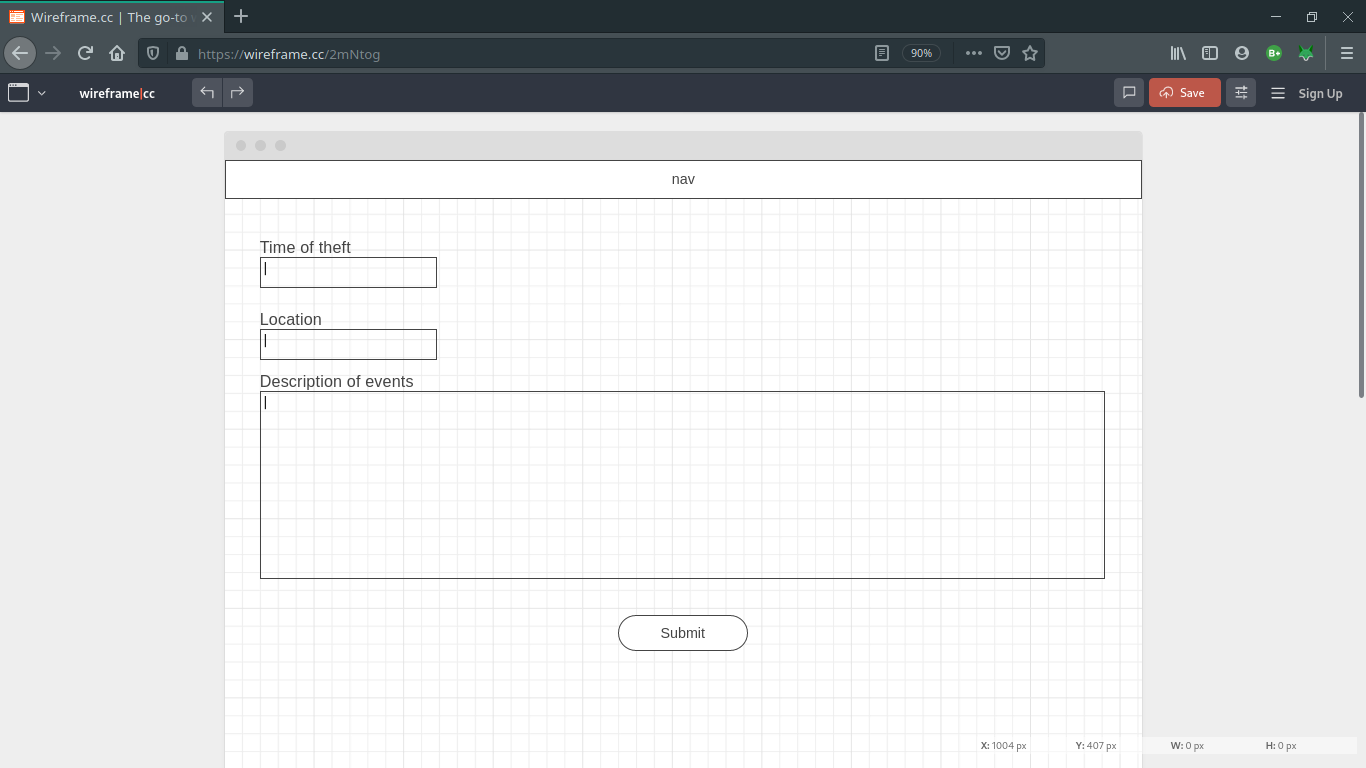 Wireframe.cc | The go-to
https://wireframe.cc/2mNtog
90%
B+
wireframe|cc
Save
Sign Up
nav
Time of theft
Location
Description of events
Submit
X: 1004 px Y: 407 px W: 0 px H: 0 px